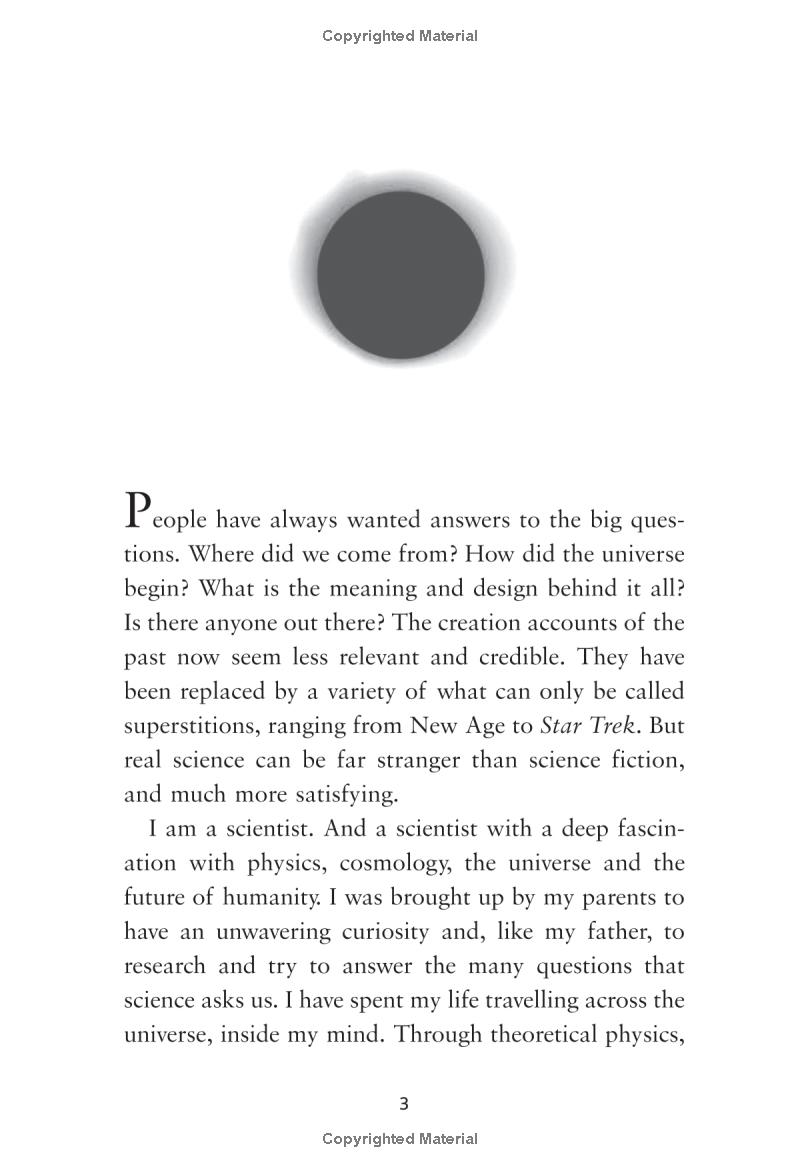 Copyrighted Material
People have always wanted answers to the big ques-
tions. Where did we come from? How did the universe
begin? What is the meaning and design behind it all?
Is there anyone out there? The creation accounts of the
past now seem less relevant and credible. They have
been replaced by a variety of what can only be called
superstitions, ranging from New Age to Star Trek. But
real science can be far stranger than science fiction,
and much more satisfying.
I am a scientist. And a scientist with a deep fascin-
ation with physics, cosmology, the universe and the
future of humanity. I was brought up by my parents to
have an unwavering curiosity and, like my father, to
research and try to answer the many questions that
science asks us. I have spent my life travelling across the
universe, inside my mind. Through theoretical physics,
3
Copyrighted Material